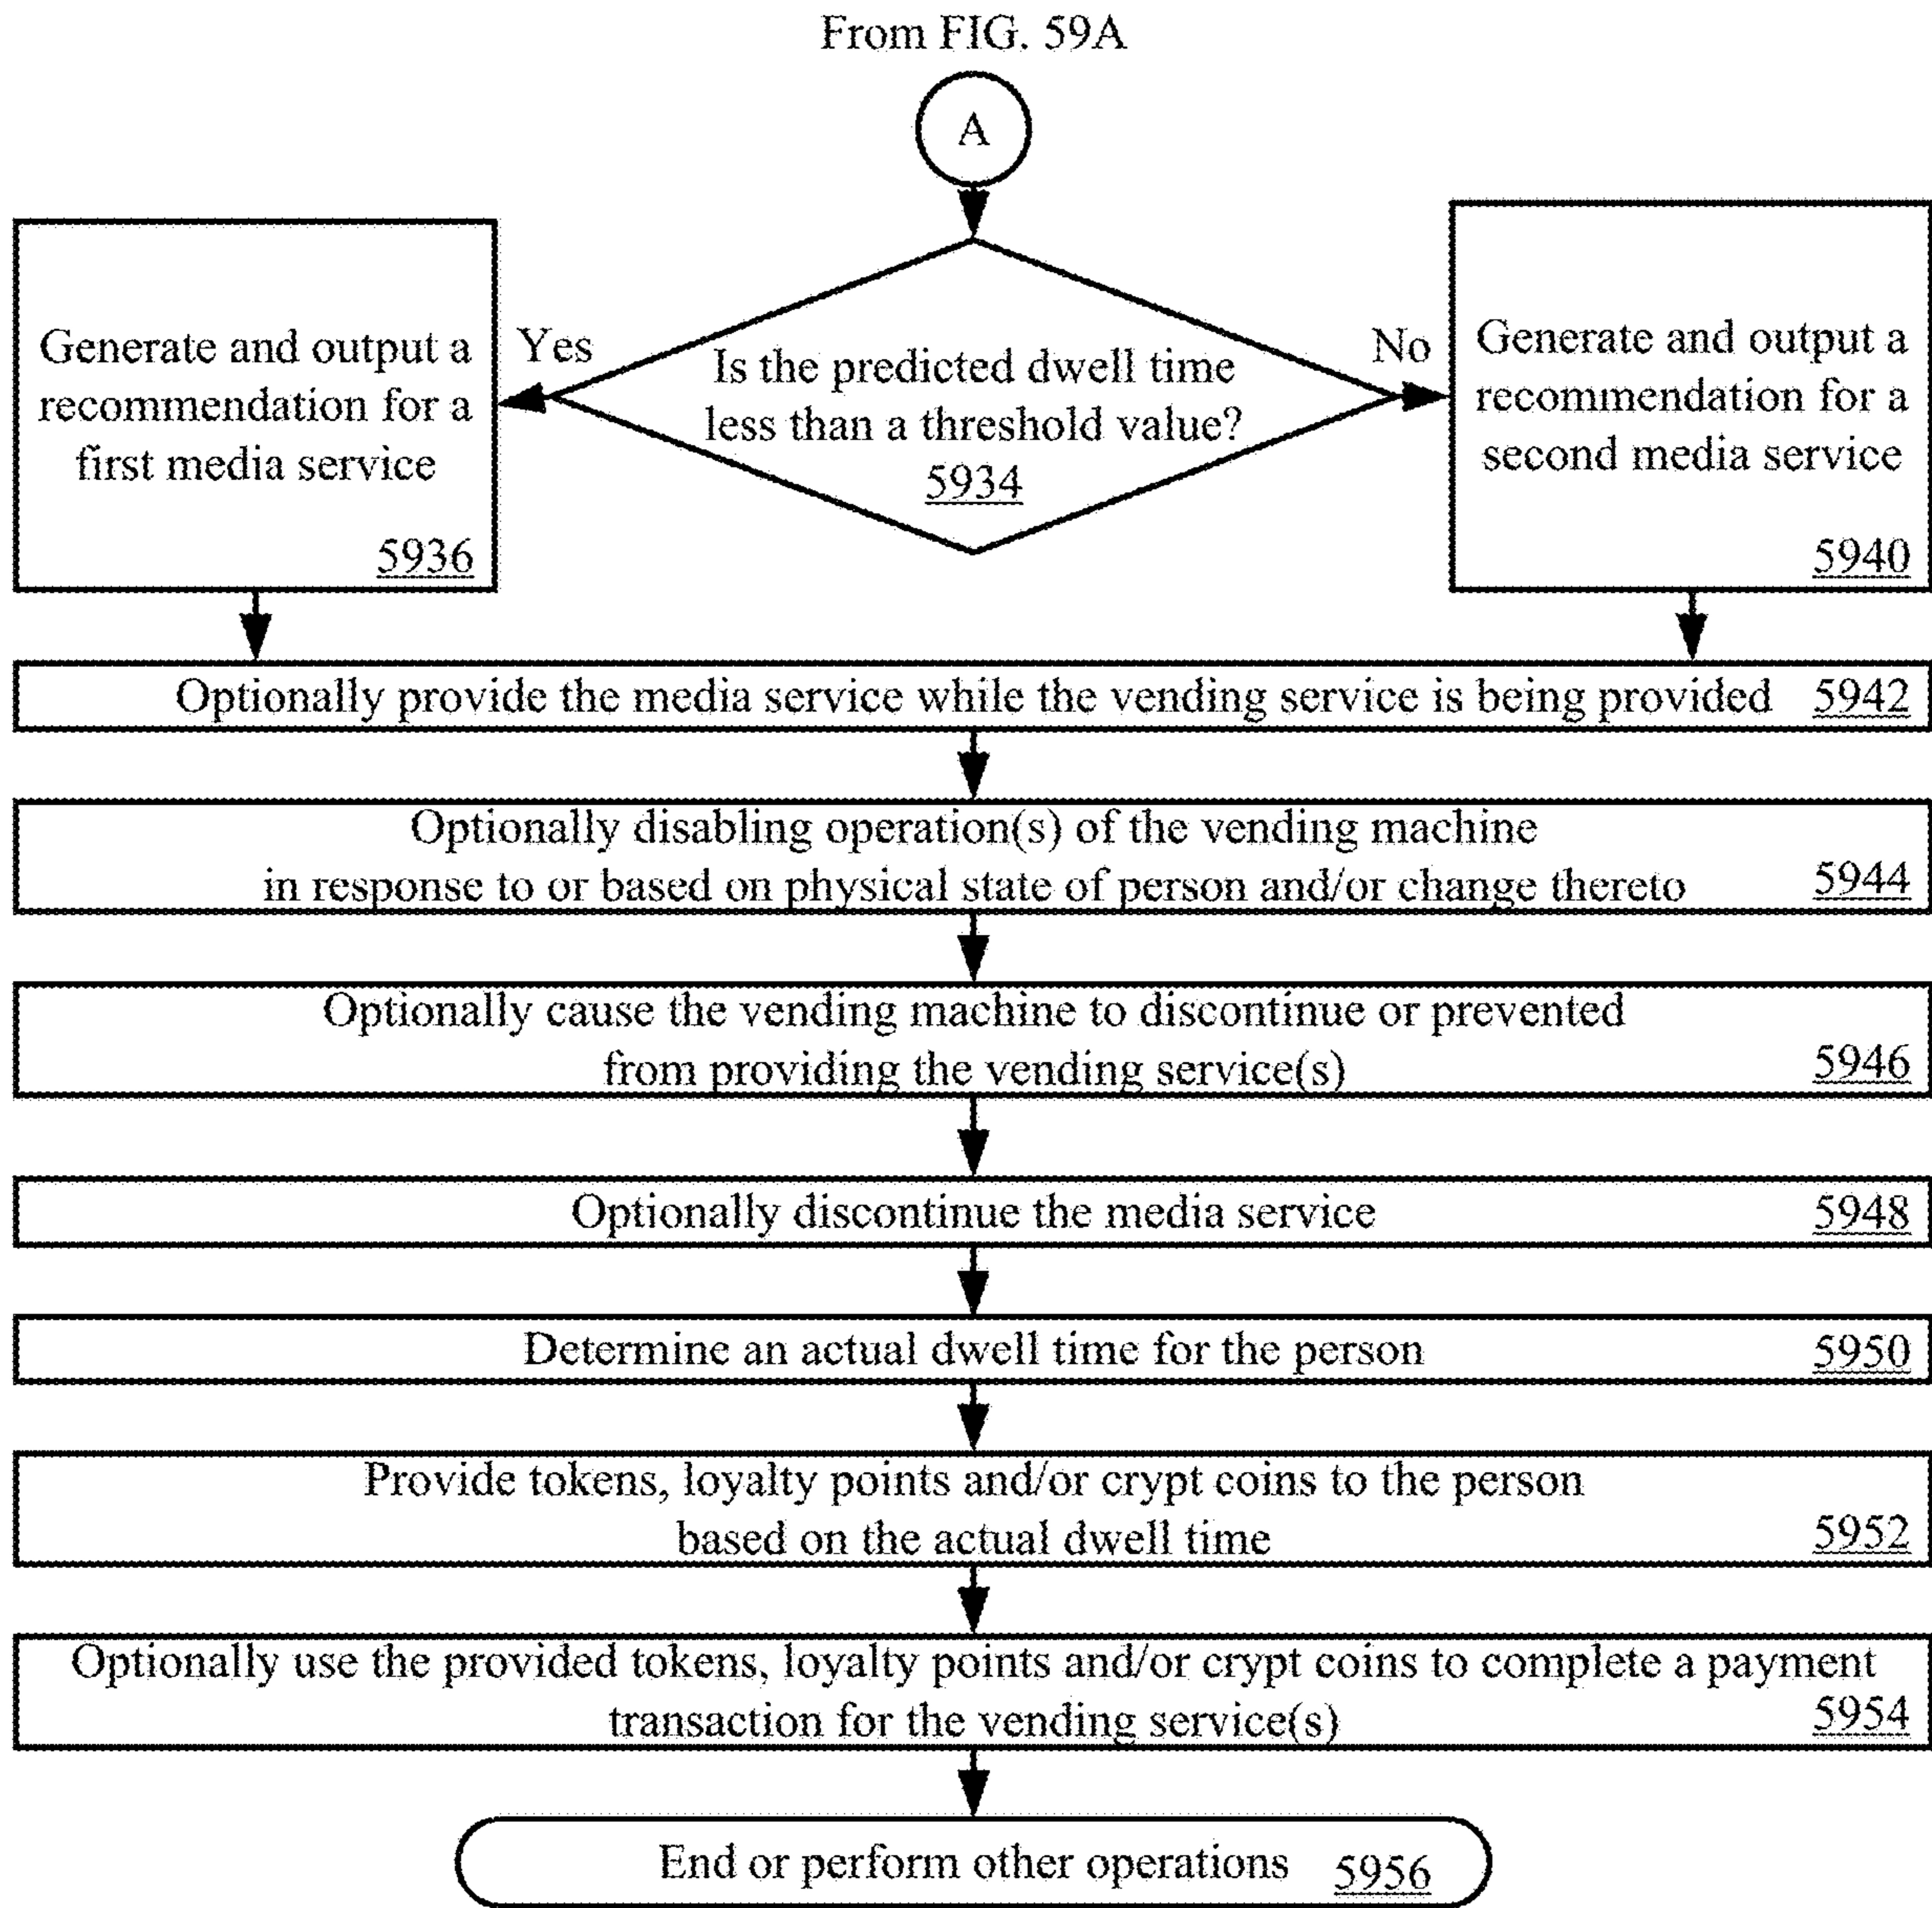 From FIG. 59A
A
Generate and output a
recommendation for a
first media service
5936
Yes
Is the predicted dwell time
less than a threshold value?
5934
No
Generate and output a
recommendation for a
second media service
5940
Optionally provide the media service while the vending service is being provided 5942
Optionally disabling operation(s) of the vending machine
in response to or based on physical state of person and/or change thereto 5944
Optionally cause the vending machine to discontinue or prevented
from providing the vending service(s) 5946
Optionally discontinue the media service 5948
Determine an actual dwell time for the person 5950
Provide tokens, loyalty points and/or crypt coins to the person
based on the actual dwell time 5952
Optionally use the provided tokens, loyalty points and/or crypt coins to complete a payment
transaction for the vending service(s) 5954
End or perform other operations 5956